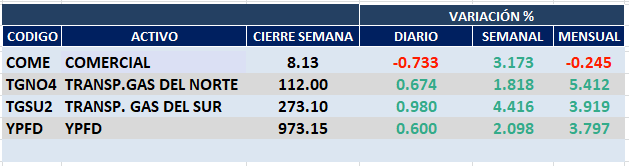 VARIACIÓN %
CODIGO ACTIVO CIERRE SEMANA DIARIO SEMANAL MENSUAL
COME COMERCIAL 8.13 -0.733 3.173 -0.245
TGNO4 TRANSP.GAS DEL NORTE 112.00 0.674 1.818 5.412
TGSU2 TRANSP. GAS DEL SUR 273.10 0.980 4.416 3.919
YPFD YPFD 973.15 0.600 2.098 3.797